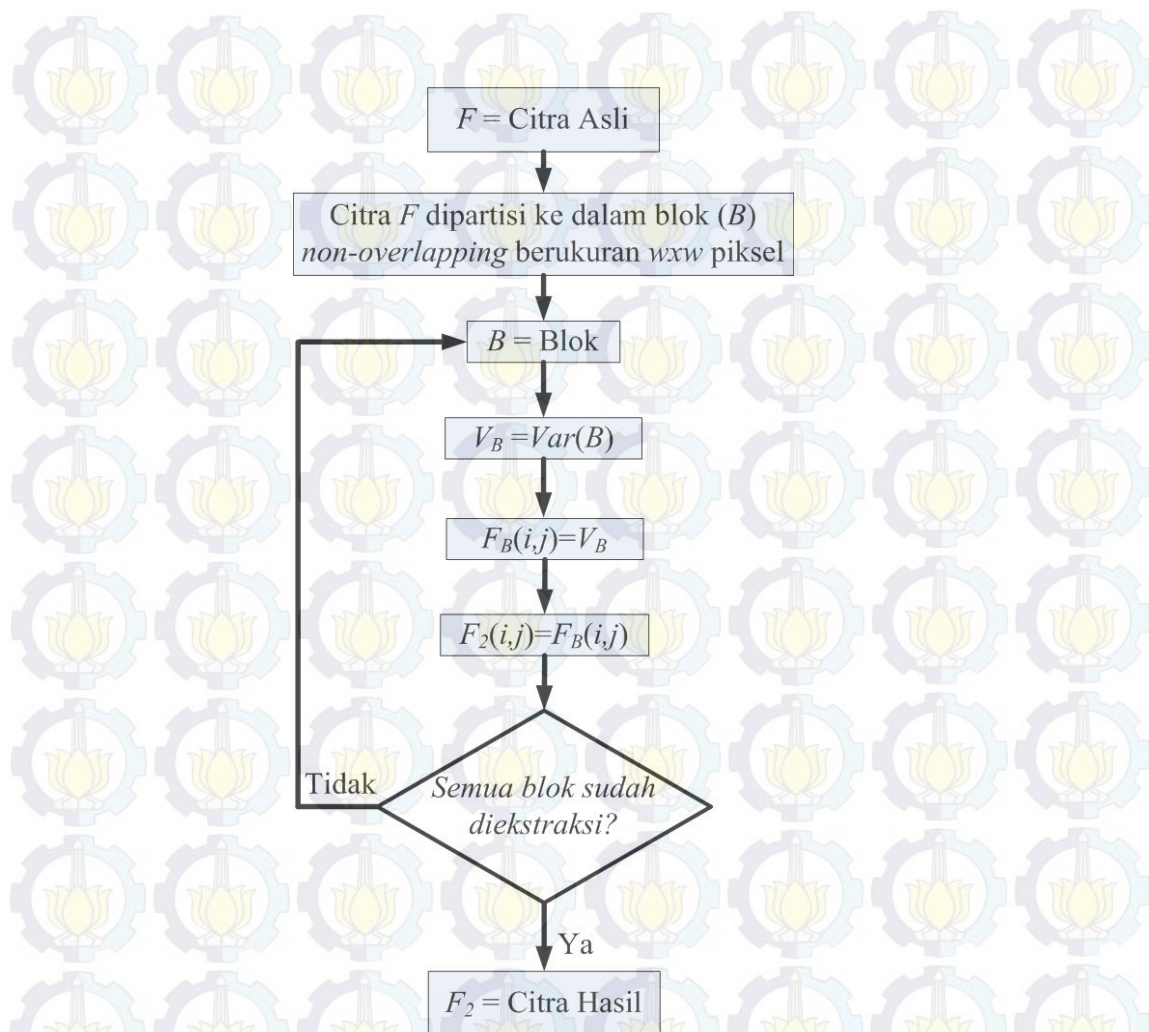 F = Citra Asli
Citra F dipartisi ke dalam blok (B)
non-overlapping berukuran wxw piksel
B = Blok
V_B =Var(B)
F_B(i,j)=V_B
F_2(i,j)=F_B(i,j)
Semua blok sudah
diekstraksi?
Tidak
Ya
F_2 = Citra Hasil